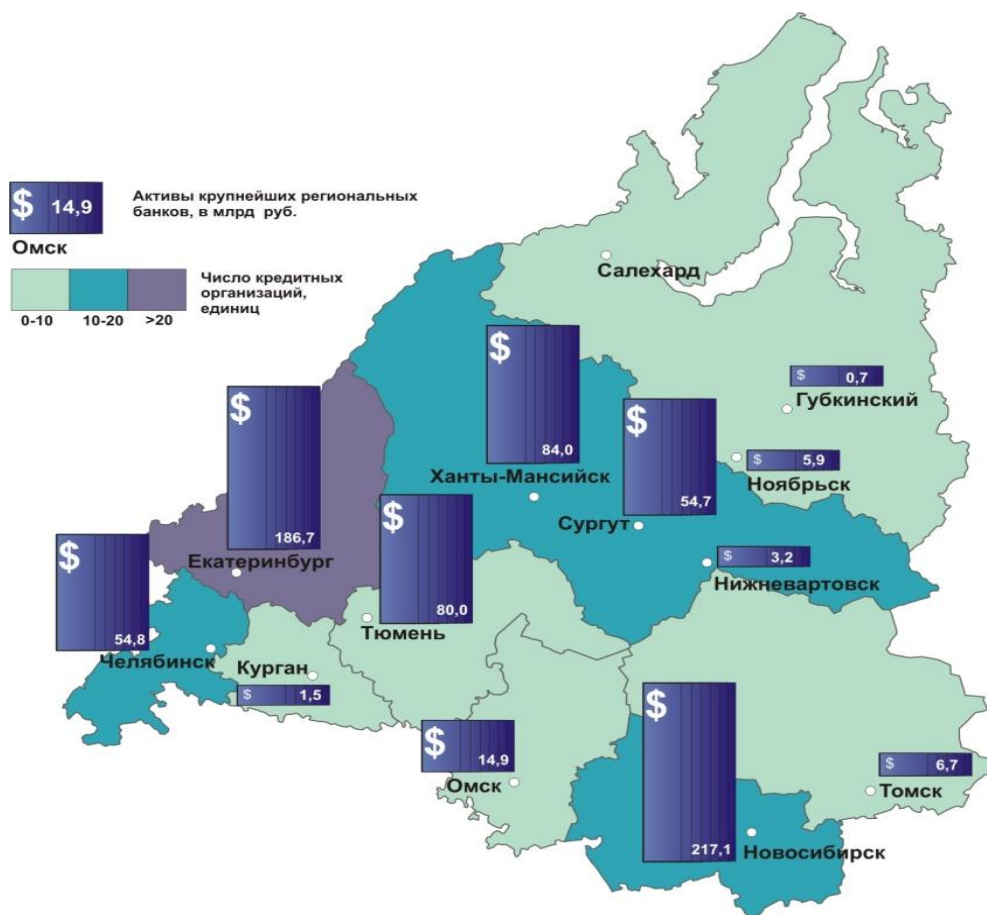 $ 14,9
Омск
Активы крупнейших региональных
банков, в млрд руб.
Число кредитных
организаций,
единиц
0-10 10-20 >20
Салехард
$ 0,7
Губкинский
$ 84,0
Ханты-Мансийск
$ 54,7
Сургут
$ 5,9
Ноябрьск
$ 186,7
Екатеринбург
$ 3,2
Нижневартовск
$ 80,0
Тюмень
$ 54,8
Челябинск
Курган
$ 1,5
$ 14,9
Омск
$ 217,1
Новосибирск
$ 6,7
Томск